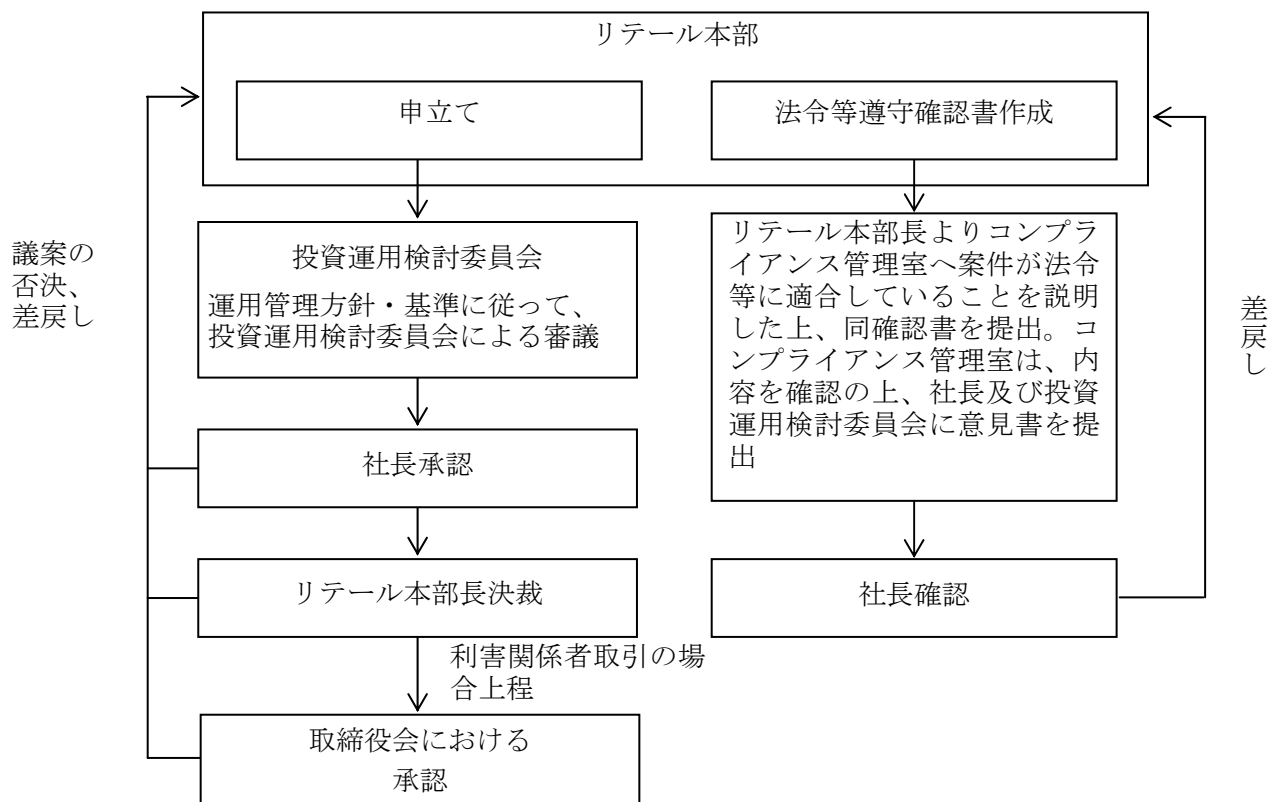 リテール本部
申立て
法令等遵守確認書作成
議案の
否決、
差戻し
投資運用検討委員会
運用管理方針・基準に従って、
投資運用検討委員会による審議
リテール本部長よりコンプラ
イアンス管理室へ案件が法令
等に適合していることを説明
した上、同確認書を提出。コ
ンプライアンス管理室は、内
容を確認の上、社長及び投資
運用検討委員会に意見書を提
出
差戻し
社長承認
リテール本部長決裁
社長確認
利害関係者取引の場
合上程
取締役会における
承認